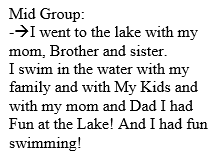 Mid Group:
-→I went to the lake with my
mom, Brother and sister.
I swim in the water with my
family and with My Kids and
with my mom and Dad I had
Fun at the Lake! And I had fun
swimming!